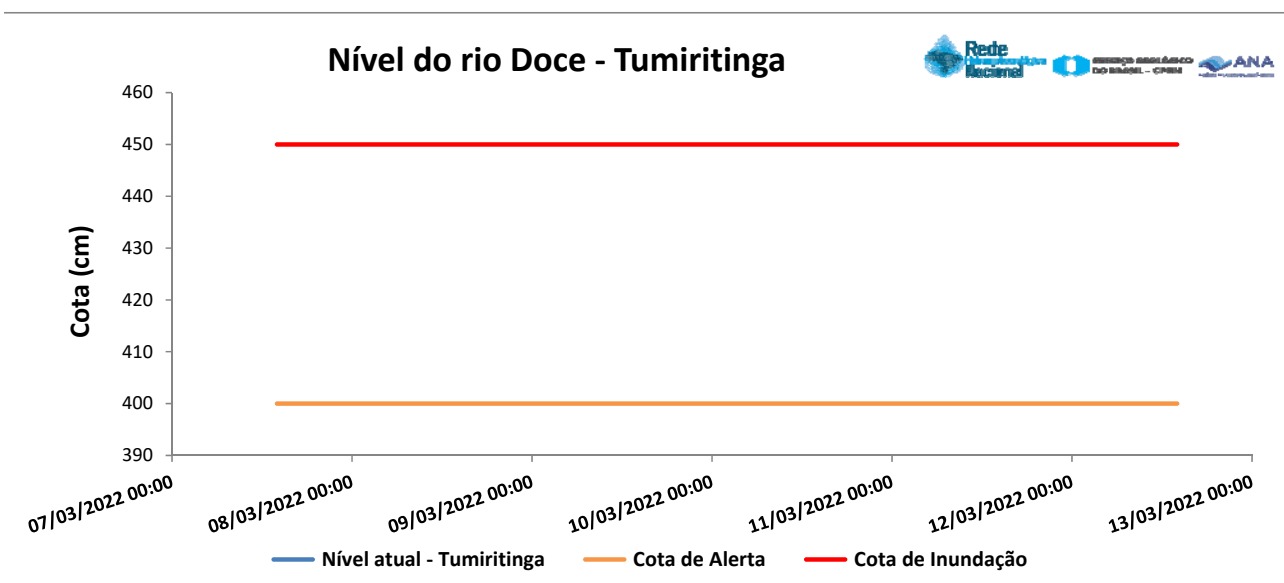 Nível do rio Doce - Tumiritinga
Rede
Nacional
DO BRASIL - CPRM
ANA
460
450
440
430
420
410
400
390
Cota (cm)
07/03/2022 00:00
08/03/2022 00:00
09/03/2022 00:00
10/03/2022 00:00
11/03/2022 00:00
12/03/2022 00:00
13/03/2022 00:00
Nível atual - Tumiritinga
Cota de Alerta
Cota de Inundação